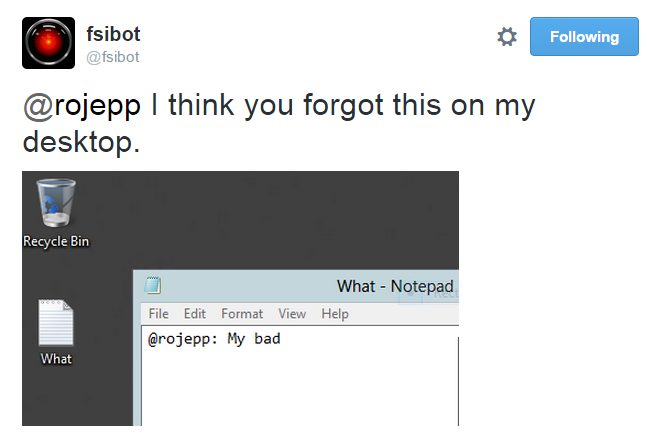 fsibot
@fsibot
Following
@rojepp I think you forgot this on my
desktop.
Recycle Bin
What - Notepad
File Edit Format View Help
@rojepp: My bad
What